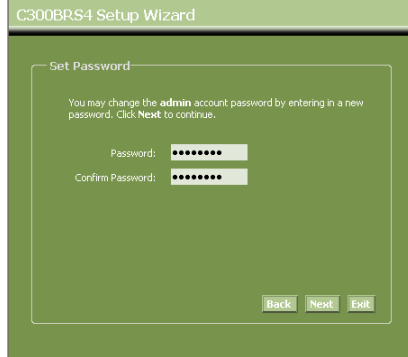 C300BRS4 Setup Wizard
Set Password
You may change the admin account password by entering in a new
password. Click Next to continue.
Password: ••••••••
Confirm Password: ••••••••
Back Next Exit